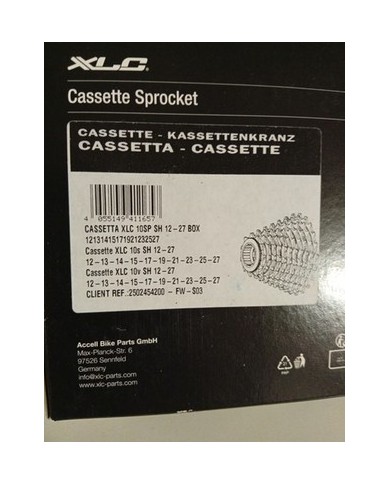 XLC
Cassette Sprocket
CASSETTE - KASSETTENKRANZ
CASSETTA - CASSETTE
4 055149 411657
CASSETTA XLC 10SP SH 12-27 BOX
12131415171921232527
Cassette XLC 10s SH 12-27
12-13-14-15-17-19-21-23-25-27
Cassette XLC 10v SH 12-27
12-13-14-15-17-19-21-23-25-27
CLIENT REF.:2502454200 - FW-S03
Accell Bike Parts GmbH
Max-Planck-Str. 6
97526 Sennfeld
Germany
info@xlc-parts.com
www.xlc-parts.com